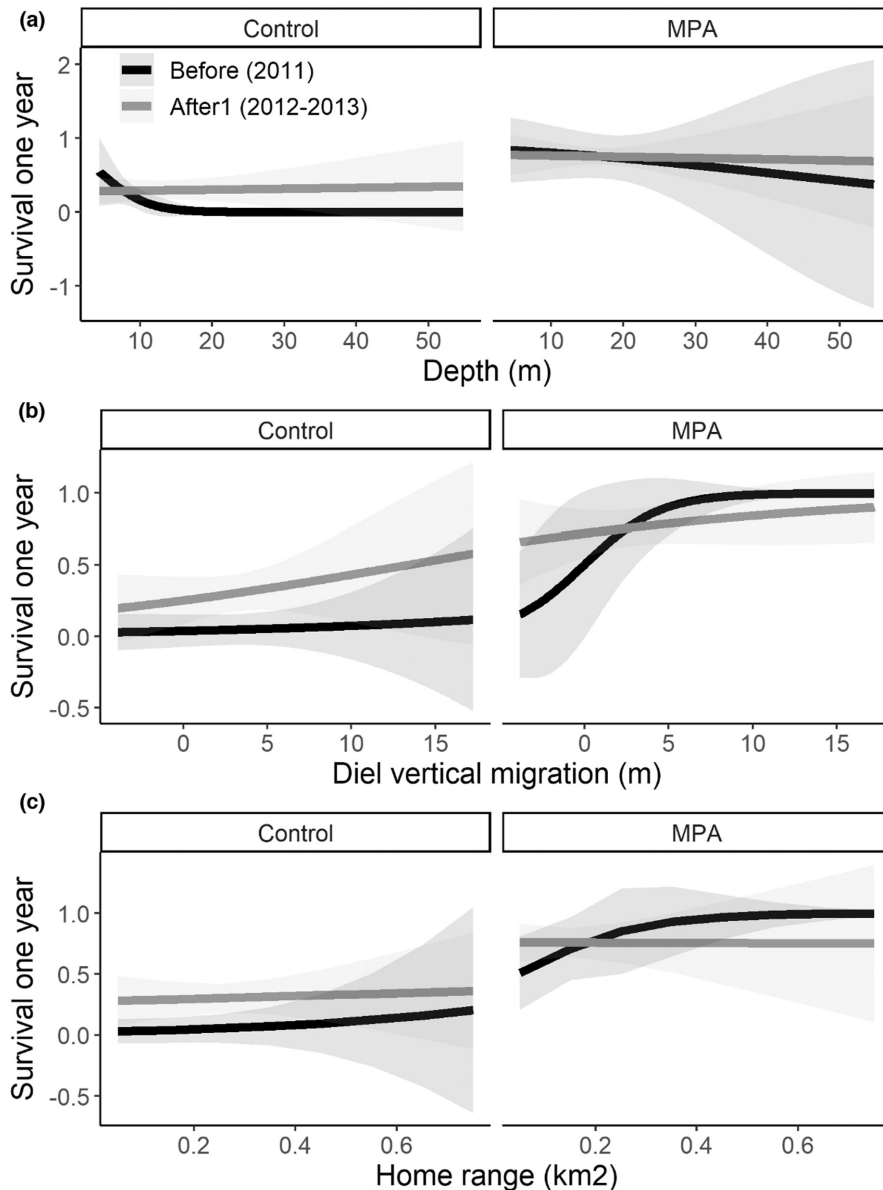 (a)
Control MPA
Before (2011)
After1 (2012-2013)
2
1
0
-1
Survival one year
10 20 30 40 50 10 20 30 40 50
Depth (m)
(b)
Control MPA
1.0
0.5
0.0
-0.5
Survival one year
0 5 10 15 0 5 10 15
Diel vertical migration (m)
(c)
Control MPA
1.0
0.5
0.0
-0.5
Survival one year
0.2 0.4 0.6 0.2 0.4 0.6
Home range (km2)